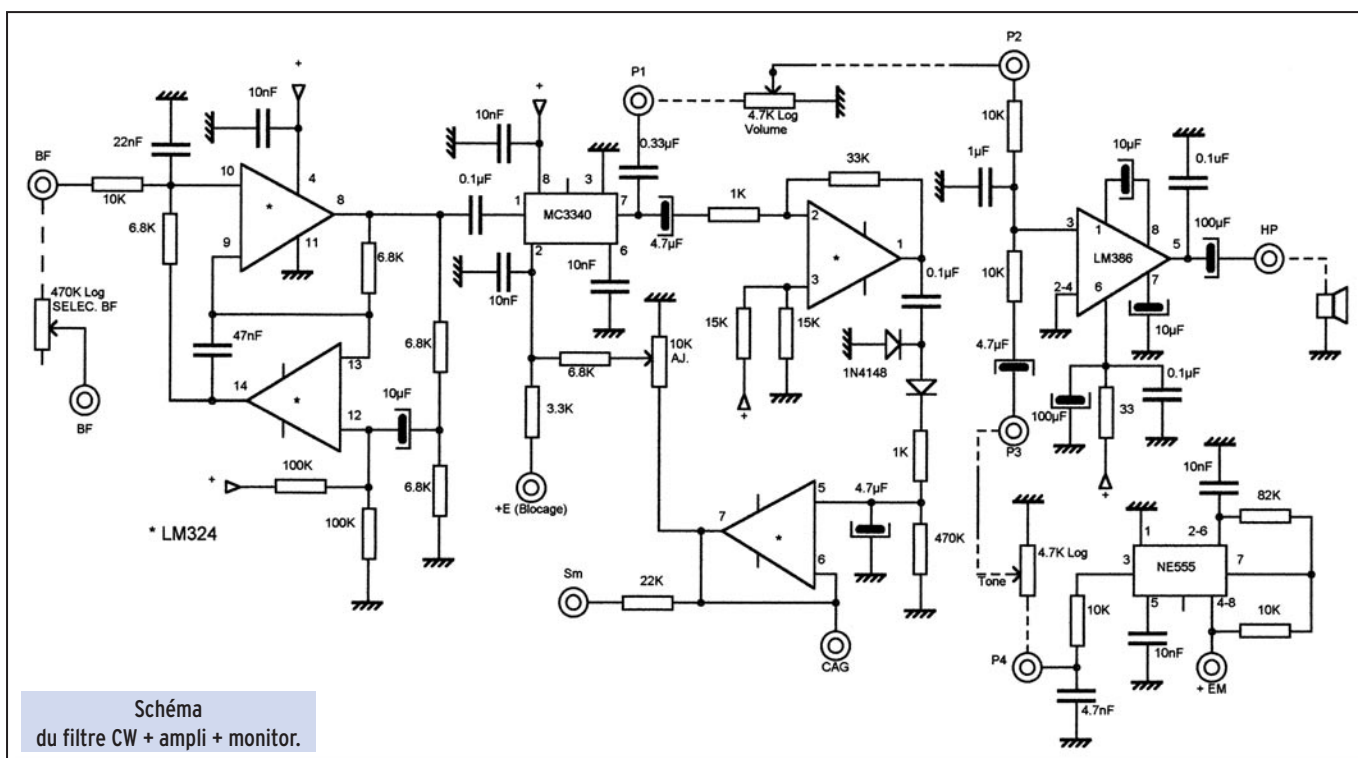 10nF
+
22nF
BF
10K
10
4
8
*
9
11
6.8K
6.8K
470K Log
SELEC. BF
BF
47nF
14
13
*
12
10µF
100K
+
100K
6.8K
6.8K
* LM324
+
10nF
0.1µF
8
3
1
MC3340
7
2
6
10nF
10nF
P1
0.33µF
4.7µF
4.7K Log
Volume
P2
10K
1µF
33K
1K
2
1
*
3
15K
15K
+
0.1µF
1N4148
10K
AJ.
6.8K
3.3K
+E (Blocage)
1K
4.7µF
5
7
*
6
470K
Sm
22K
CAG
10K
4.7µF
P3
10µF
0.1uF
3
1
8
LM386
5
100µF
HP
2-4
6
7
10µF
100µF
33
0.1µF
+
4.7K Log
Tone
P4
10K
4.7nF
10nF
82K
1
2-6
3
NE555
7
5
4-8
10K
10nF
+ EM
Schéma
du filtre CW + ampli + monitor.